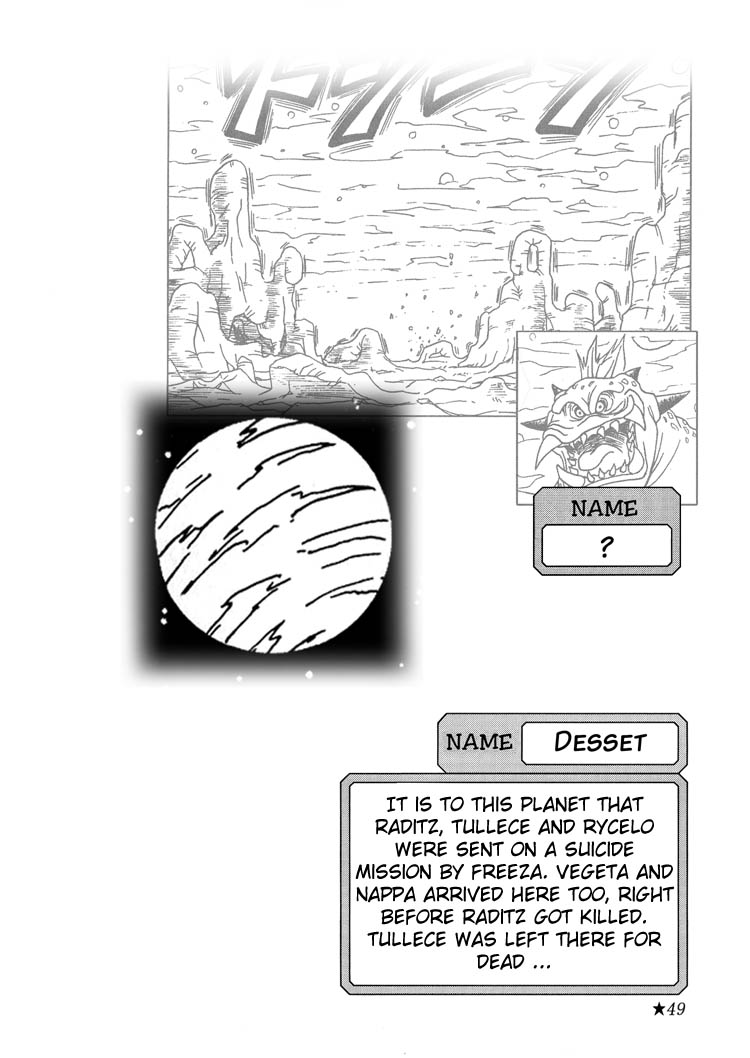 NAME
?
NAME
DESSET
IT IS TO THIS PLANET THAT
RADITZ, TULLECE AND RYCELO
WERE SENT ON A SUICIDE
MISSION BY FREEZA. VEGETA AND
NAPPA ARRIVED HERE TOO, RIGHT
BEFORE RADITZ GOT KILLED.
TULLECE WAS LEFT THERE FOR
DEAD ...
★49